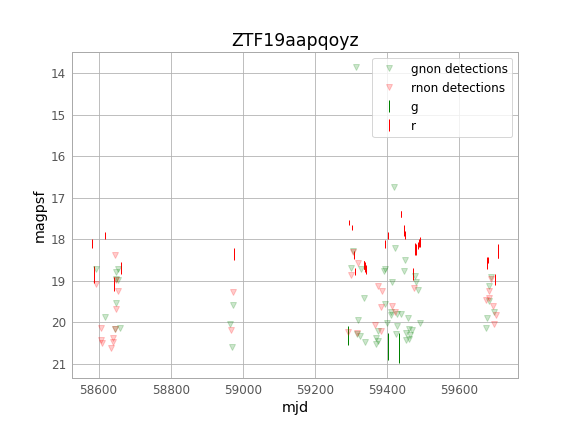 ZTF19aapqoyz
gnon detections
rnon detections
g
r
magpsf
14
15
16
17
18
19
20
21
58600 58800 59000 59200 59400 59600
mjd